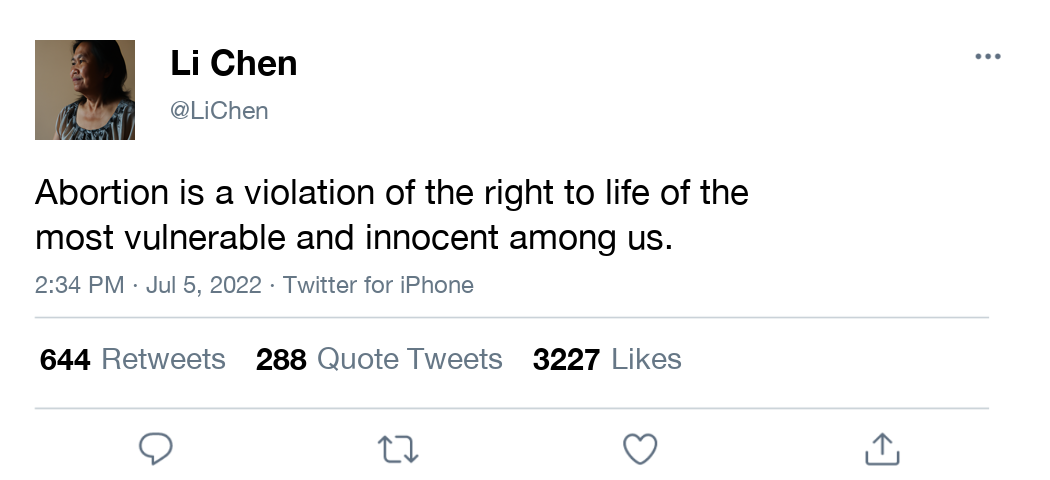 Li Chen
@LiChen
Abortion is a violation of the right to life of the
most vulnerable and innocent among us.
2:34 PM · Jul 5, 2022 · Twitter for iPhone
644 Retweets 288 Quote Tweets 3227 Likes